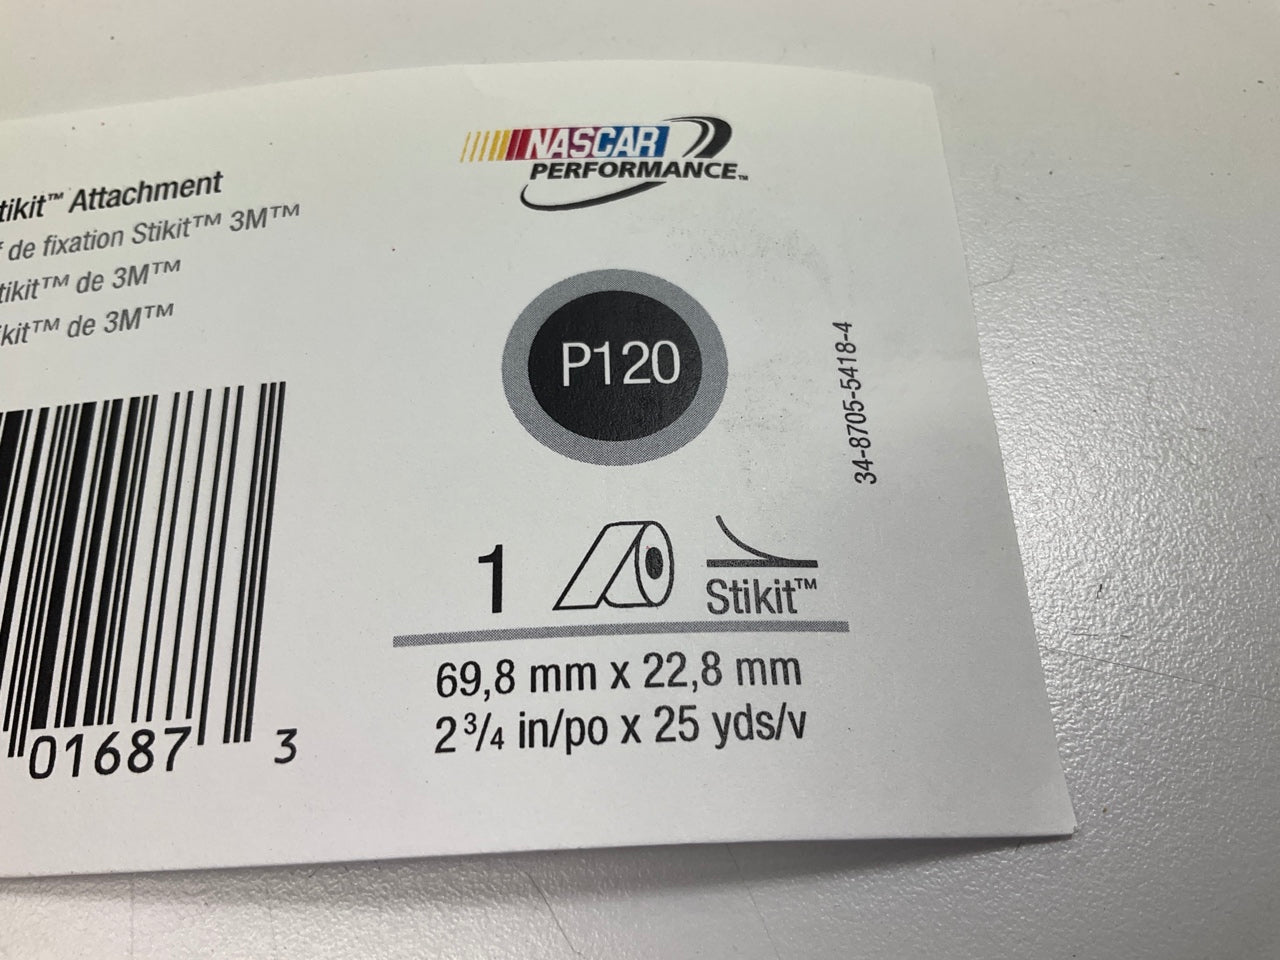 NASCAR
PERFORMANCE™
tikit™ Attachment
de fixation Stikit™ 3M™
tikit™ de 3M™
kit™ de 3M™
P120
34-8705-5418-4
1
Stikit™
69,8 mm x 22,8 mm
2 3/4 in/po x 25 yds/v
01687 3